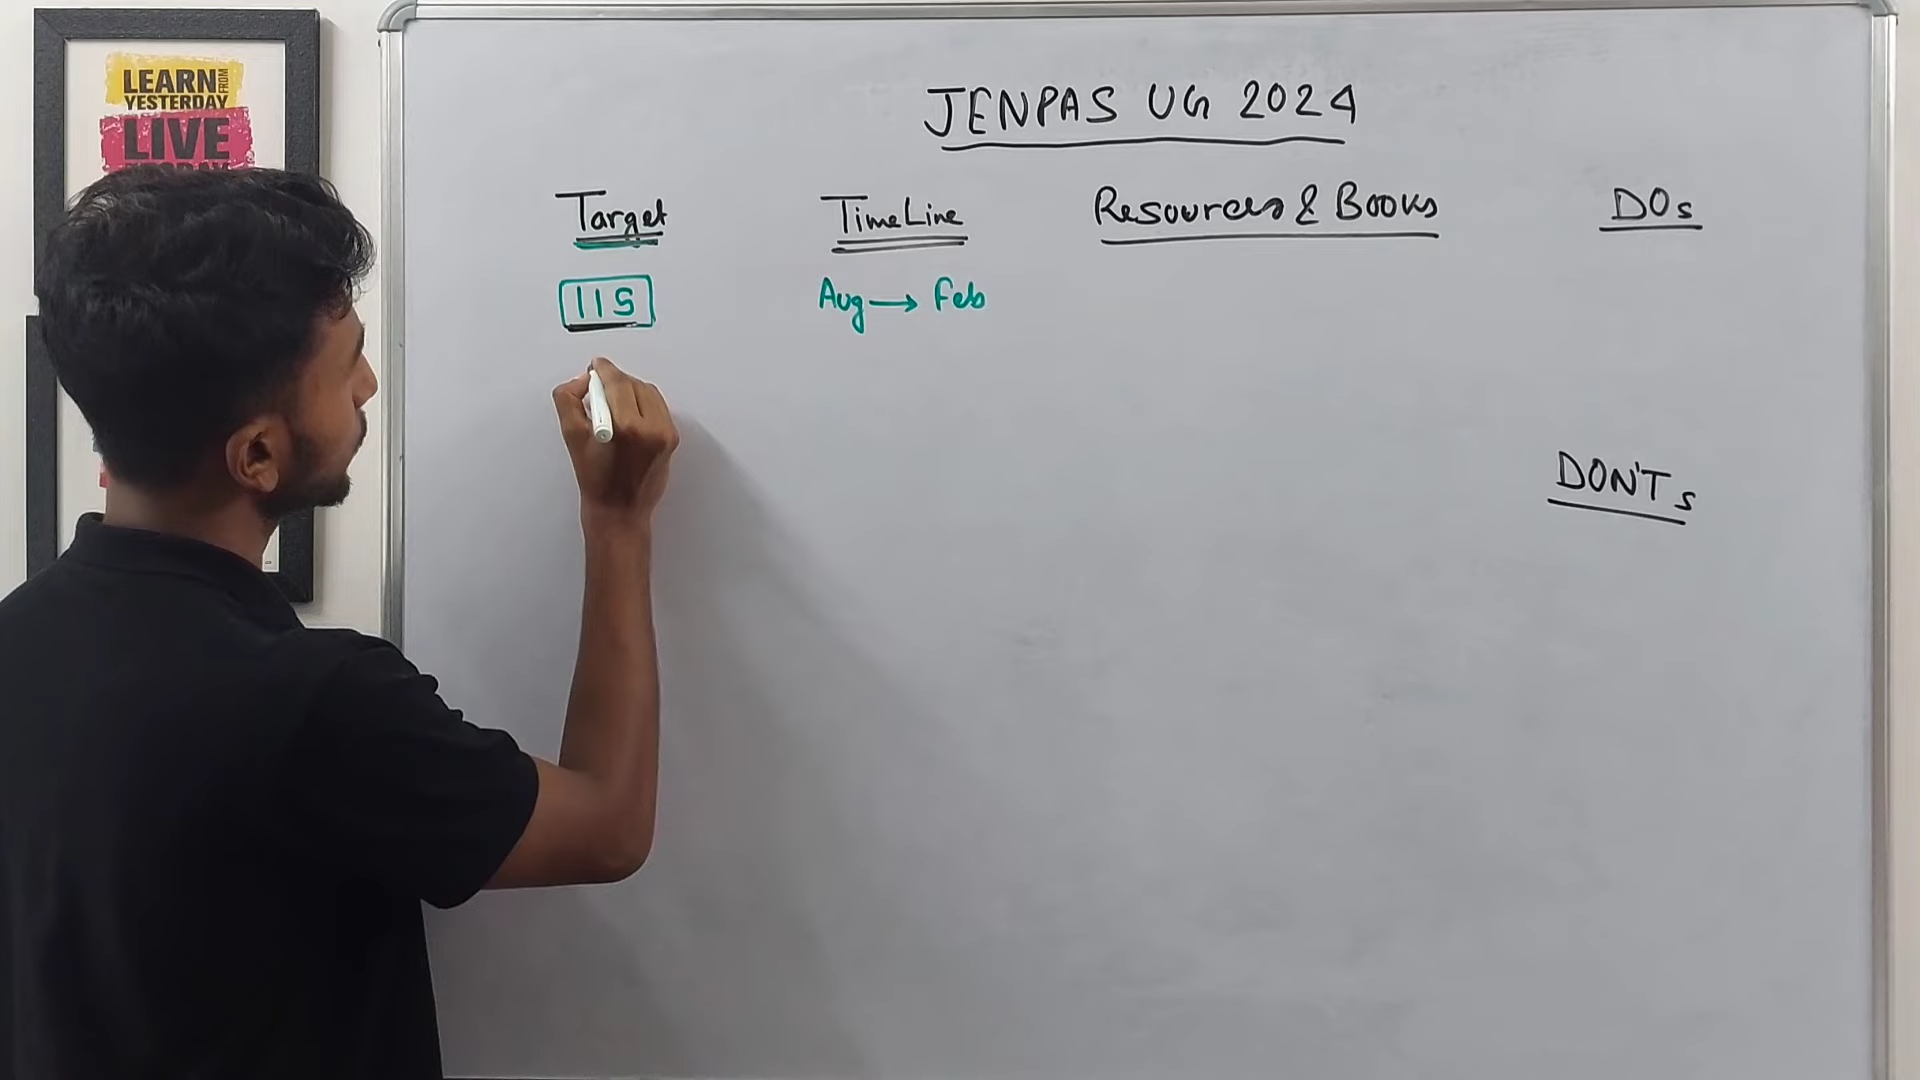 LEARN FROM
YESTERDAY
LIVE
JENPAS UG 2024
Target
TimeLine
Resources & Books
DOs
115
Aug → Feb
DON'Ts